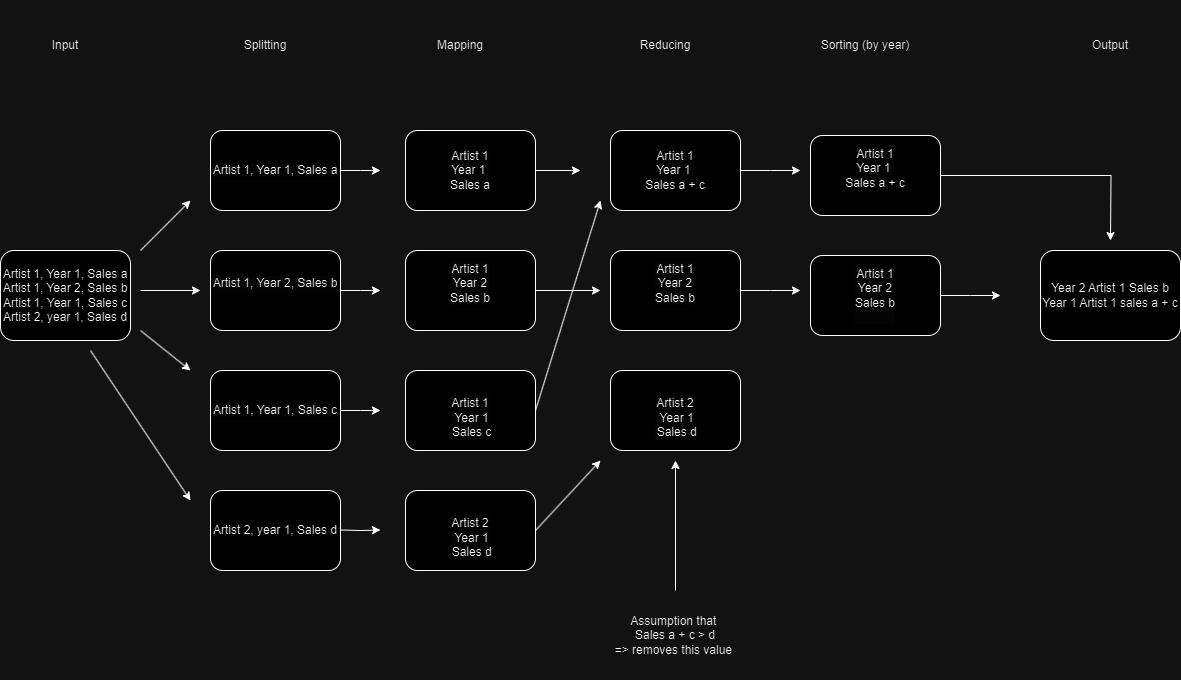 Input
Splitting
Mapping
Reducing
Sorting (by year)
Output
Artist 1, Year 1, Sales a
Artist 1, Year 2, Sales b
Artist 1, Year 1, Sales c
Artist 2, year 1, Sales d
Artist 1, Year 1, Sales a
Artist 1, Year 2, Sales b
Artist 1, Year 1, Sales c
Artist 2, year 1, Sales d
Artist 1
Year 1
Sales a
Artist 1
Year 2
Sales b
Artist 1
Year 1
Sales c
Artist 2
Year 1
Sales d
Artist 1
Year 1
Sales a + c
Artist 1
Year 2
Sales b
Artist 2
Year 1
Sales d
Assumption that
Sales a + c > d
=> removes this value
Artist 1
Year 1
Sales a + c
Artist 1
Year 2
Sales b
Year 2 Artist 1 Sales b
Year 1 Artist 1 sales a + c